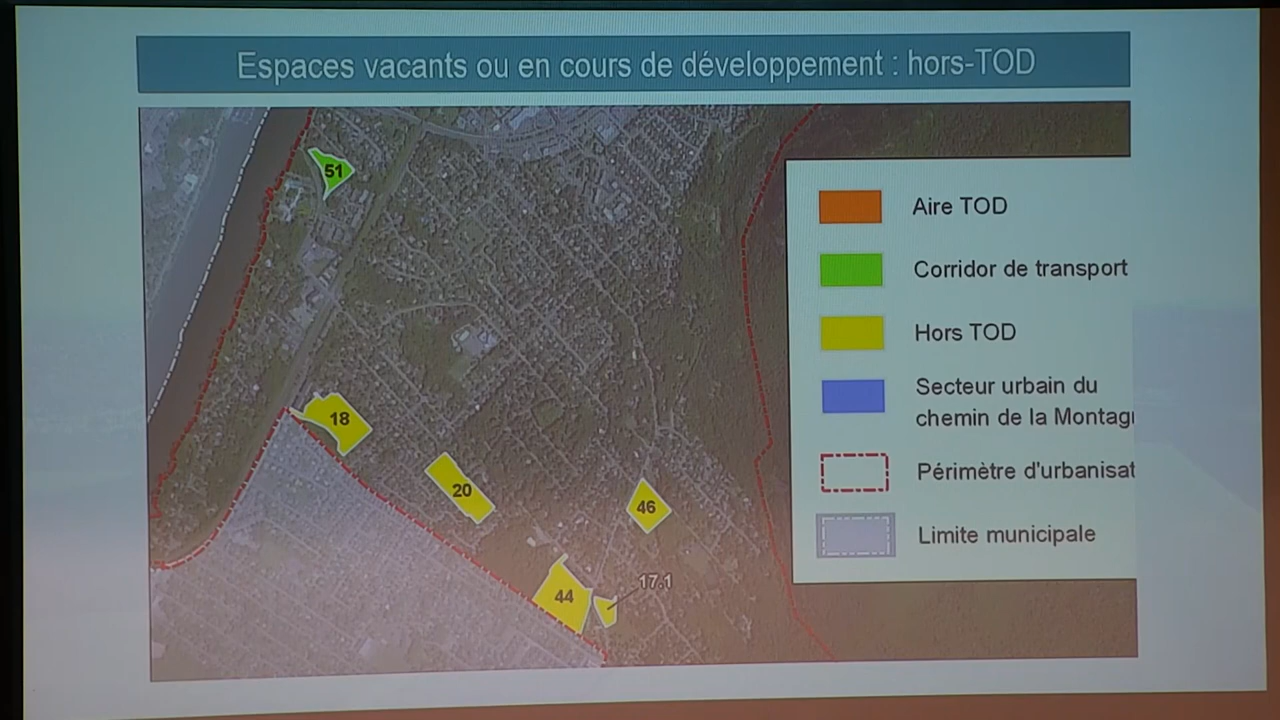 Espaces vacants ou en cours de développement : hors-TOD
51
18
20
46
44
17.1
Aire TOD
Corridor de transport
Hors TOD
Secteur urbain du
chemin de la Montag
Périmètre d'urbanisat
Limite municipale